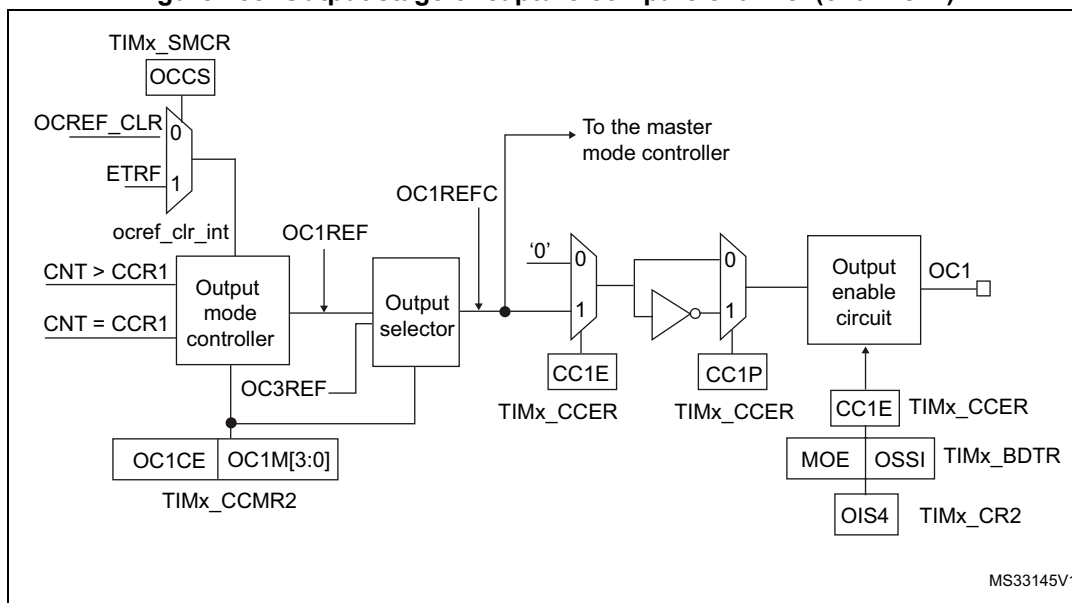 TIMx_SMCR
OCCS
OCREF_CLR
0
ETRF
1
ocref_clr_int
To the master
mode controller
OC1REFC
OC1REF
CNT > CCR1
CNT = CCR1
Output
mode
controller
Output
selector
OC3REF
‘0’
0
1
0
1
Output
enable
circuit
OC1
CC1E
TIMx_CCER
CC1P
TIMx_CCER
CC1E
TIMx_CCER
OC1CE
OC1M[3:0]
TIMx_CCMR2
MOE
OSSI
TIMx_BDTR
OIS4
TIMx_CR2
MS33145V1